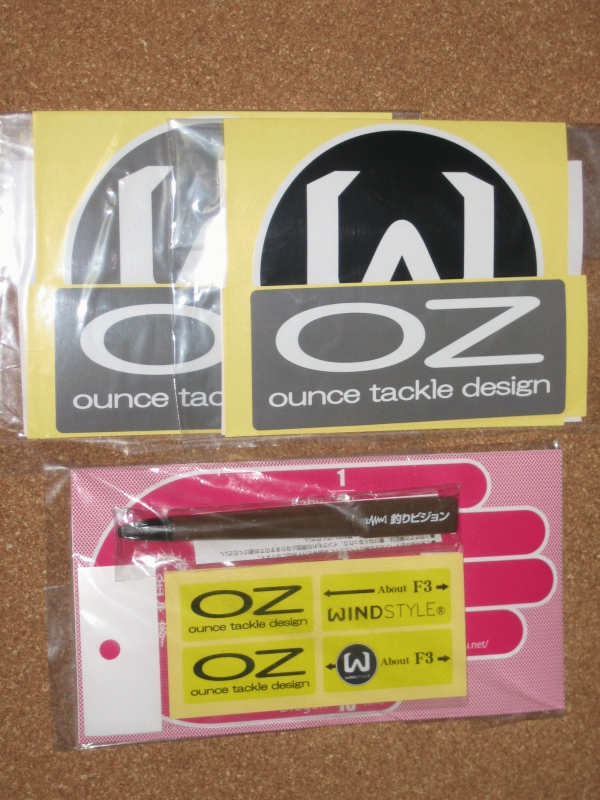 W
OZ
ounce tac
OZ
ounce tackle design
1
釣りビジョン
OZ
ounce tackle design
About F3
WINDSTYLE®
OZ
ounce tackle design
W
About F3
.net/